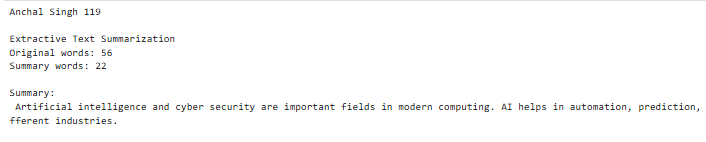 Anchal Singh 119
Extractive Text Summarization
Original words: 56
Summary words: 22
Summary:
Artificial intelligence and cyber security are important fields in modern computing. AI helps in automation, prediction,
fferent industries.